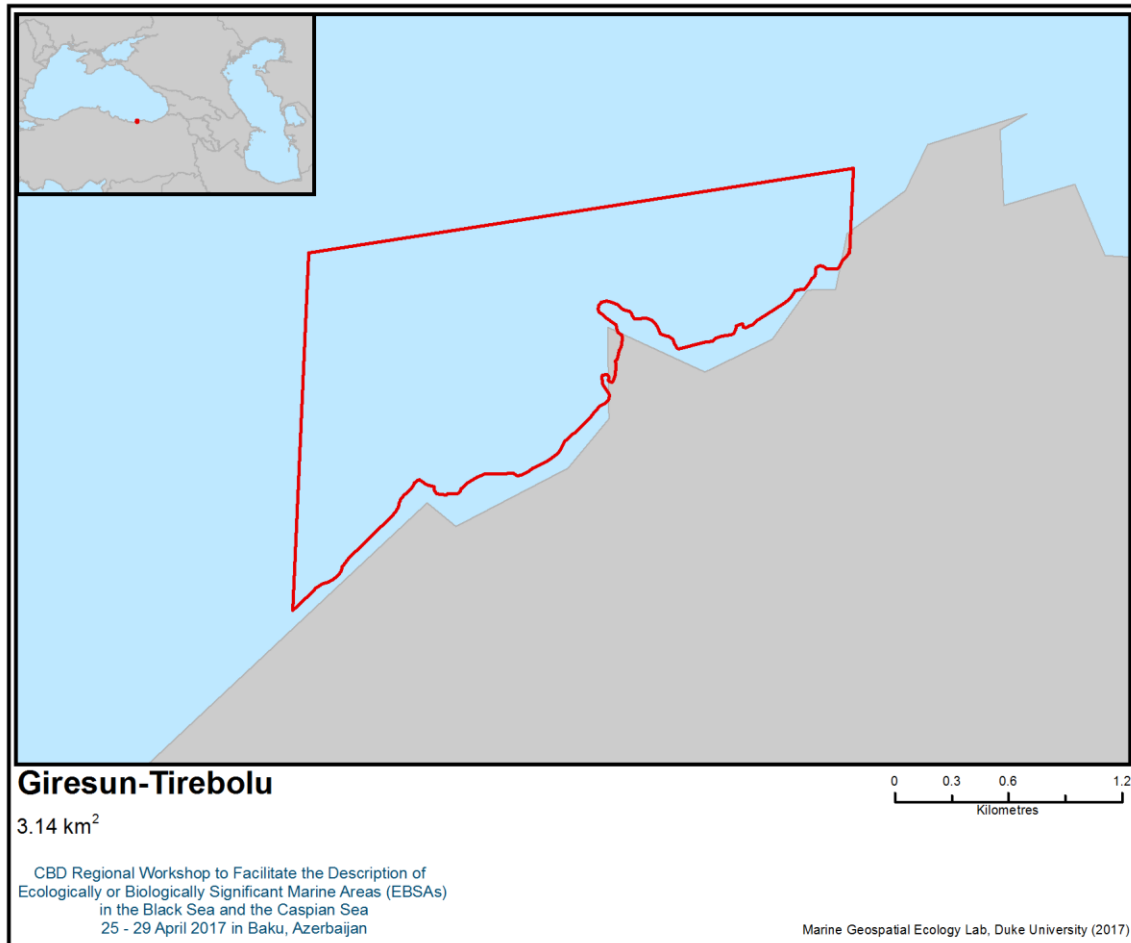 Giresun-Tirebolu
3.14 km²
0 0.3 0.6 1.2
Kilometres
CBD Regional Workshop to Facilitate the Description of
Ecologically or Biologically Significant Marine Areas (EBSAs)
in the Black Sea and the Caspian Sea
25 - 29 April 2017 in Baku, Azerbaijan
Marine Geospatial Ecology Lab, Duke University (2017)